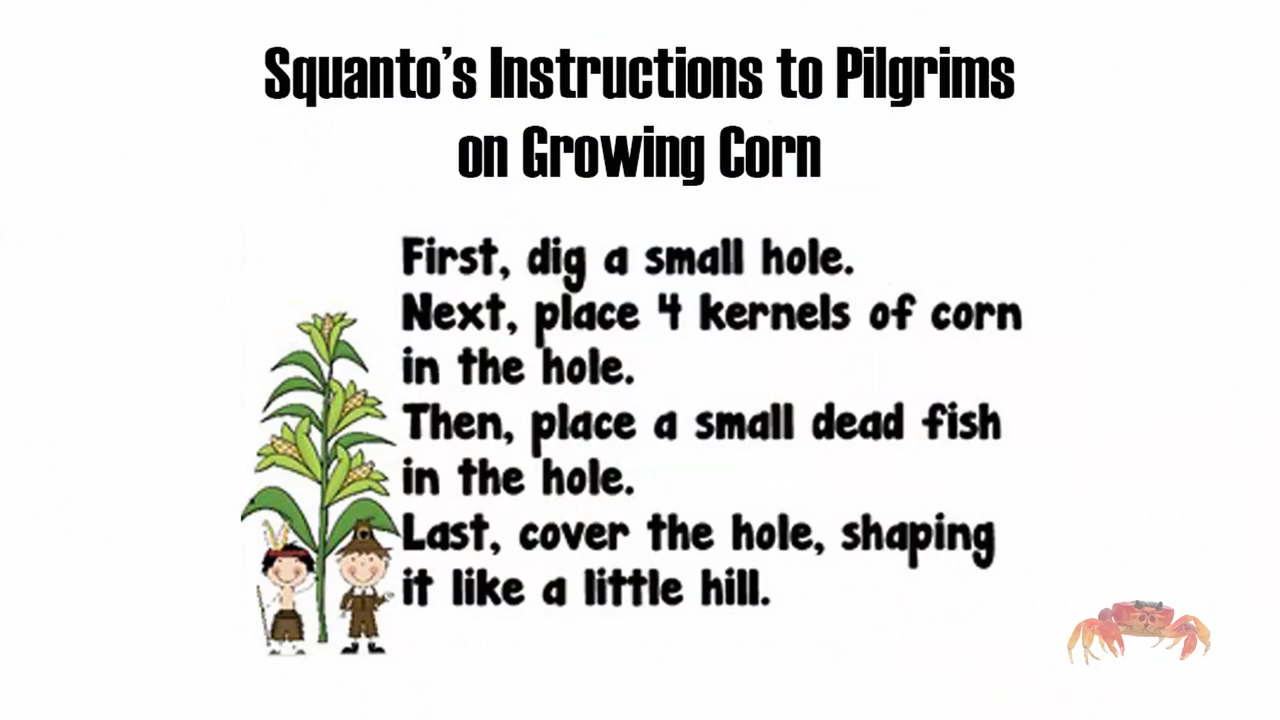 Squanto’s Instructions to Pilgrims
on Growing Corn
First, dig a small hole.
Next, place 4 kernels of corn
in the hole.
Then, place a small dead fish
in the hole.
Last, cover the hole, shaping
it like a little hill.